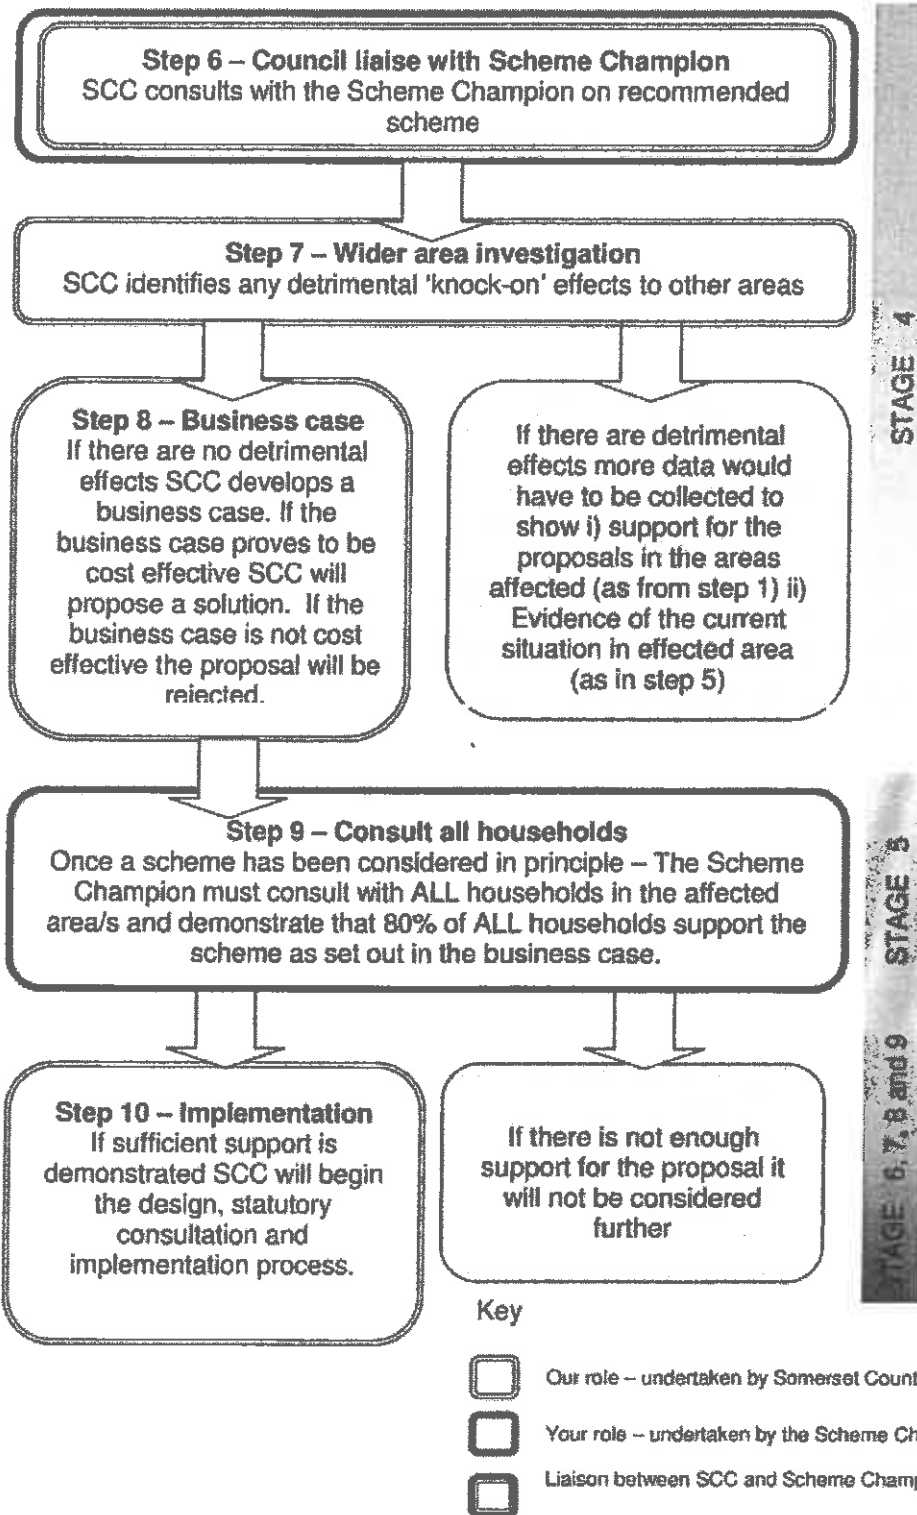 Step 6 – Council liaise with Scheme Champion
SCC consults with the Scheme Champion on recommended
scheme
Step 7 – Wider area investigation
SCC identifies any detrimental 'knock-on' effects to other areas
Step 8 – Business case
If there are no detrimental
effects SCC develops a
business case. If the
business case proves to be
cost effective SCC will
propose a solution. If the
business case is not cost
effective the proposal will be
rejected.
If there are detrimental
effects more data would
have to be collected to
show i) support for the
proposals in the areas
affected (as from step 1) ii)
Evidence of the current
situation in effected area
(as in step 5)
STAGE 4
Step 9 – Consult all households
Once a scheme has been considered in principle – The Scheme
Champion must consult with ALL households in the affected
area/s and demonstrate that 80% of ALL households support the
scheme as set out in the business case.
STAGE 5
Step 10 – Implementation
If sufficient support is
demonstrated SCC will begin
the design, statutory
consultation and
implementation process.
If there is not enough
support for the proposal it
will not be considered
further
STAGE 6, 7, 8 and 9
Key
Our role – undertaken by Somerset Count
Your role – undertaken by the Scheme Ch
Liaison between SCC and Scheme Champ